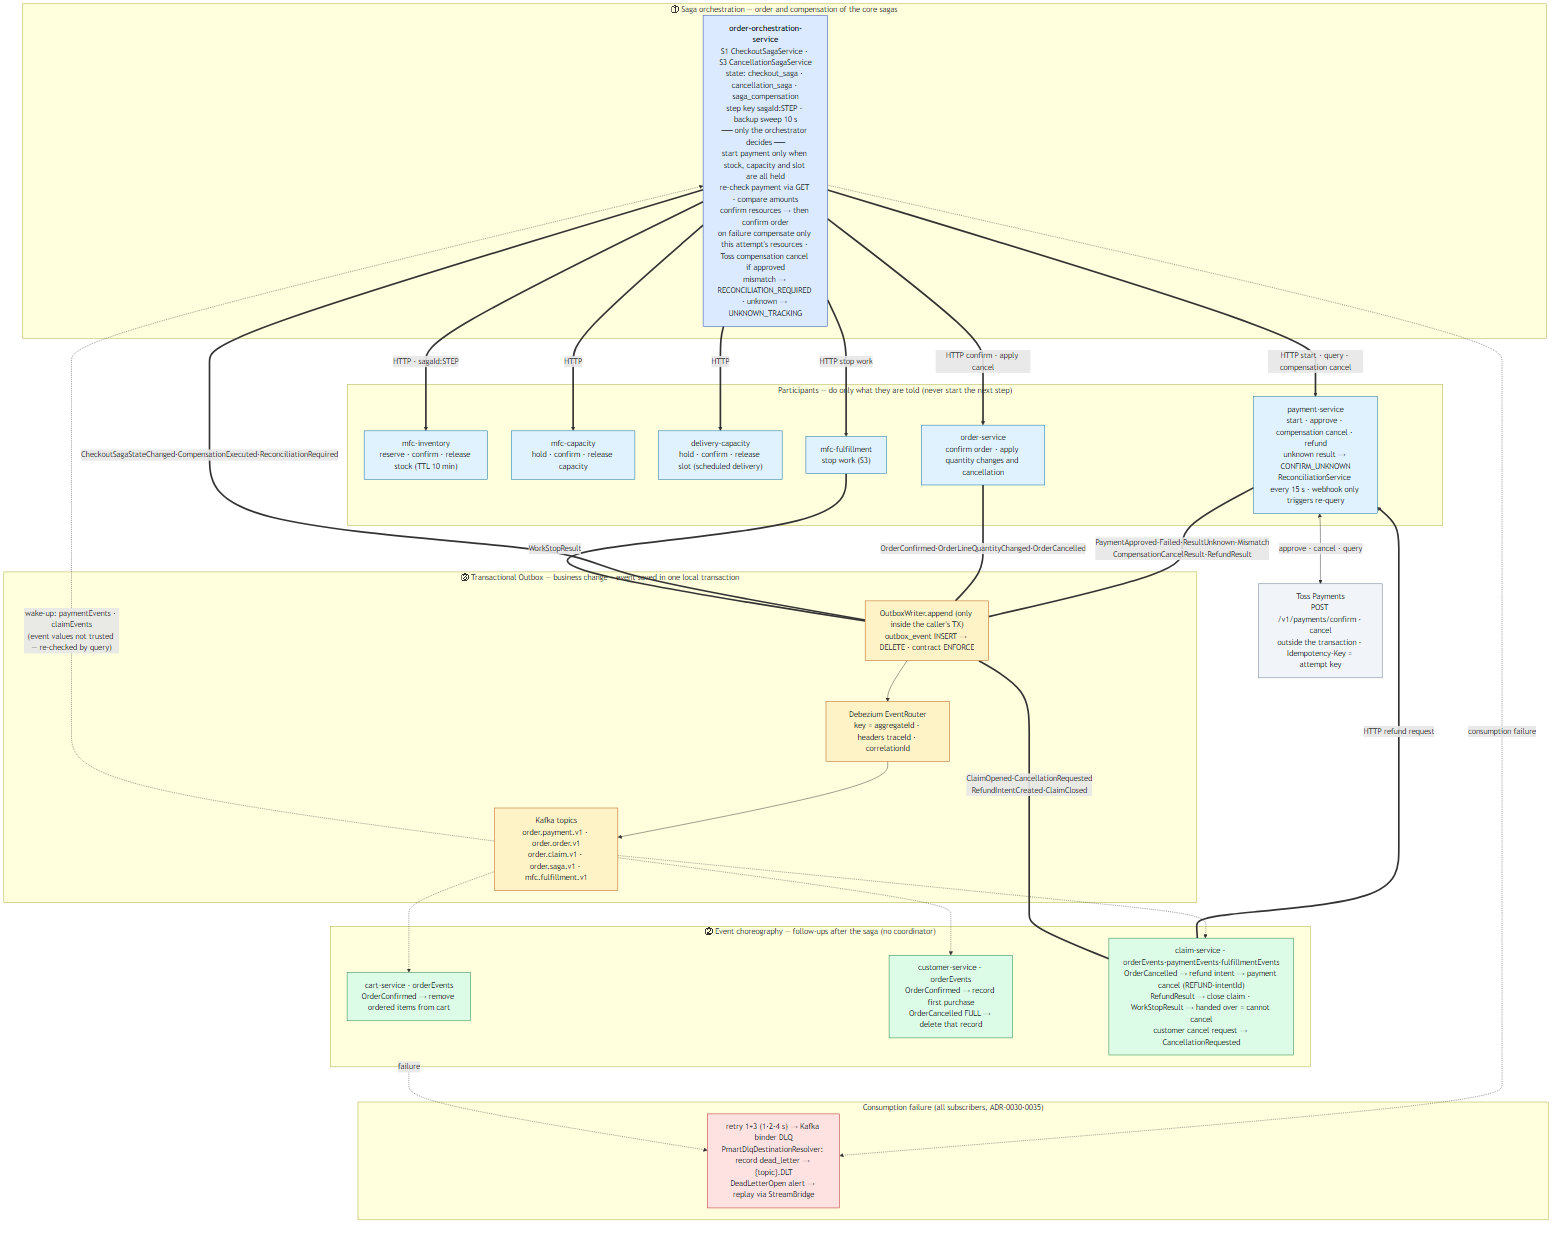 ① Saga orchestration — order and compensation of the core sagas
order-orchestration-
service
S1 CheckoutSagaService ·
S3 CancellationSagaService
state: checkout_saga ·
cancellation_saga ·
saga_compensation
step key sagaId:STEP ·
backup sweep 10 s
── only the orchestrator
decides ──
start payment only when
stock, capacity and slot
are all held
re-check payment via GET
· compare amounts
confirm resources → then
confirm order
on failure compensate only
this attempt's resources ·
Toss compensation cancel
if approved
mismatch →
RECONCILIATION_REQUIRED
· unknown →
UNKNOWN_TRACKING
HTTP · sagaId:STEP
HTTP
HTTP
HTTP stop work
HTTP confirm · apply
cancel
HTTP start · query ·
compensation cancel
Participants — do only what they are told (never start the next step)
mfc-inventory
reserve · confirm · release
stock (TTL 10 min)
mfc-capacity
hold · confirm · release
capacity
delivery-capacity
hold · confirm · release
slot (scheduled delivery)
mfc-fulfillment
stop work (S3)
order-service
confirm order · apply
quantity changes and
cancellation
payment-service
start · approve ·
compensation cancel ·
refund
unknown result →
CONFIRM_UNKNOWN
ReconciliationService
every 15 s · webhook only
triggers re-query
CheckoutSagaStateChanged·CompensationExecuted·ReconciliationRequired
WorkStopResult
OrderConfirmed·OrderLineQuantityChanged·OrderCancelled
PaymentApproved·Failed·ResultUnknown·Mismatch
CompensationCancelResult·RefundResult
approve · cancel · query
③ Transactional Outbox — business change + event saved in one local transaction
wake-up: paymentEvents ·
claimEvents
(event values not trusted
— re-checked by query)
OutboxWriter.append (only
inside the caller's TX)
outbox_event INSERT →
DELETE · contract ENFORCE
Toss Payments
POST
/v1/payments/confirm ·
cancel
outside the transaction ·
Idempotency-Key =
attempt key
Debezium EventRouter
key = aggregateId ·
headers traceId ·
correlationId
HTTP refund request
consumption failure
ClaimOpened·CancellationRequested
RefundIntentCreated·ClaimClosed
Kafka topics
order.payment.v1 ·
order.order.v1
order.claim.v1 ·
order.saga.v1 ·
mfc.fulfillment.v1
② Event choreography — follow-ups after the saga (no coordinator)
cart-service · orderEvents
OrderConfirmed → remove
ordered items from cart
customer-service ·
orderEvents
OrderConfirmed → record
first purchase
OrderCancelled FULL →
delete that record
claim-service ·
orderEvents·paymentEvents·fulfillmentEvents
OrderCancelled → refund intent → payment
cancel (REFUND-intentId)
RefundResult → close claim ·
WorkStopResult → handed over = cannot
cancel
customer cancel request →
CancellationRequested
failure
Consumption failure (all subscribers, ADR-0030·0035)
retry 1+3 (1·2·4 s) → Kafka
binder DLQ
PmartDlqDestinationResolver:
record dead_letter →
{topic}.DLT
DeadLetterOpen alert →
replay via StreamBridge